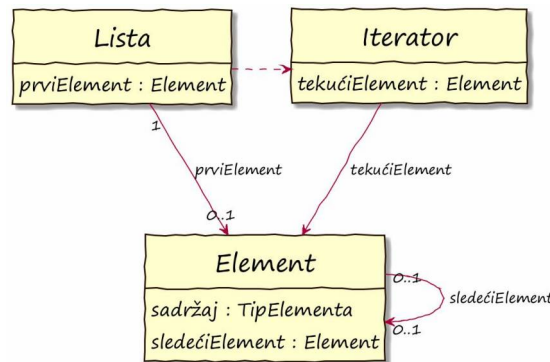 Lista
prviElement : Element
Iterator
tekućiElement : Element
1
prviElement
tekućiElement
0..1
Element
sadržaj : TipElementa
sledećiElement : Element
0..1
sledećiElement
0..1